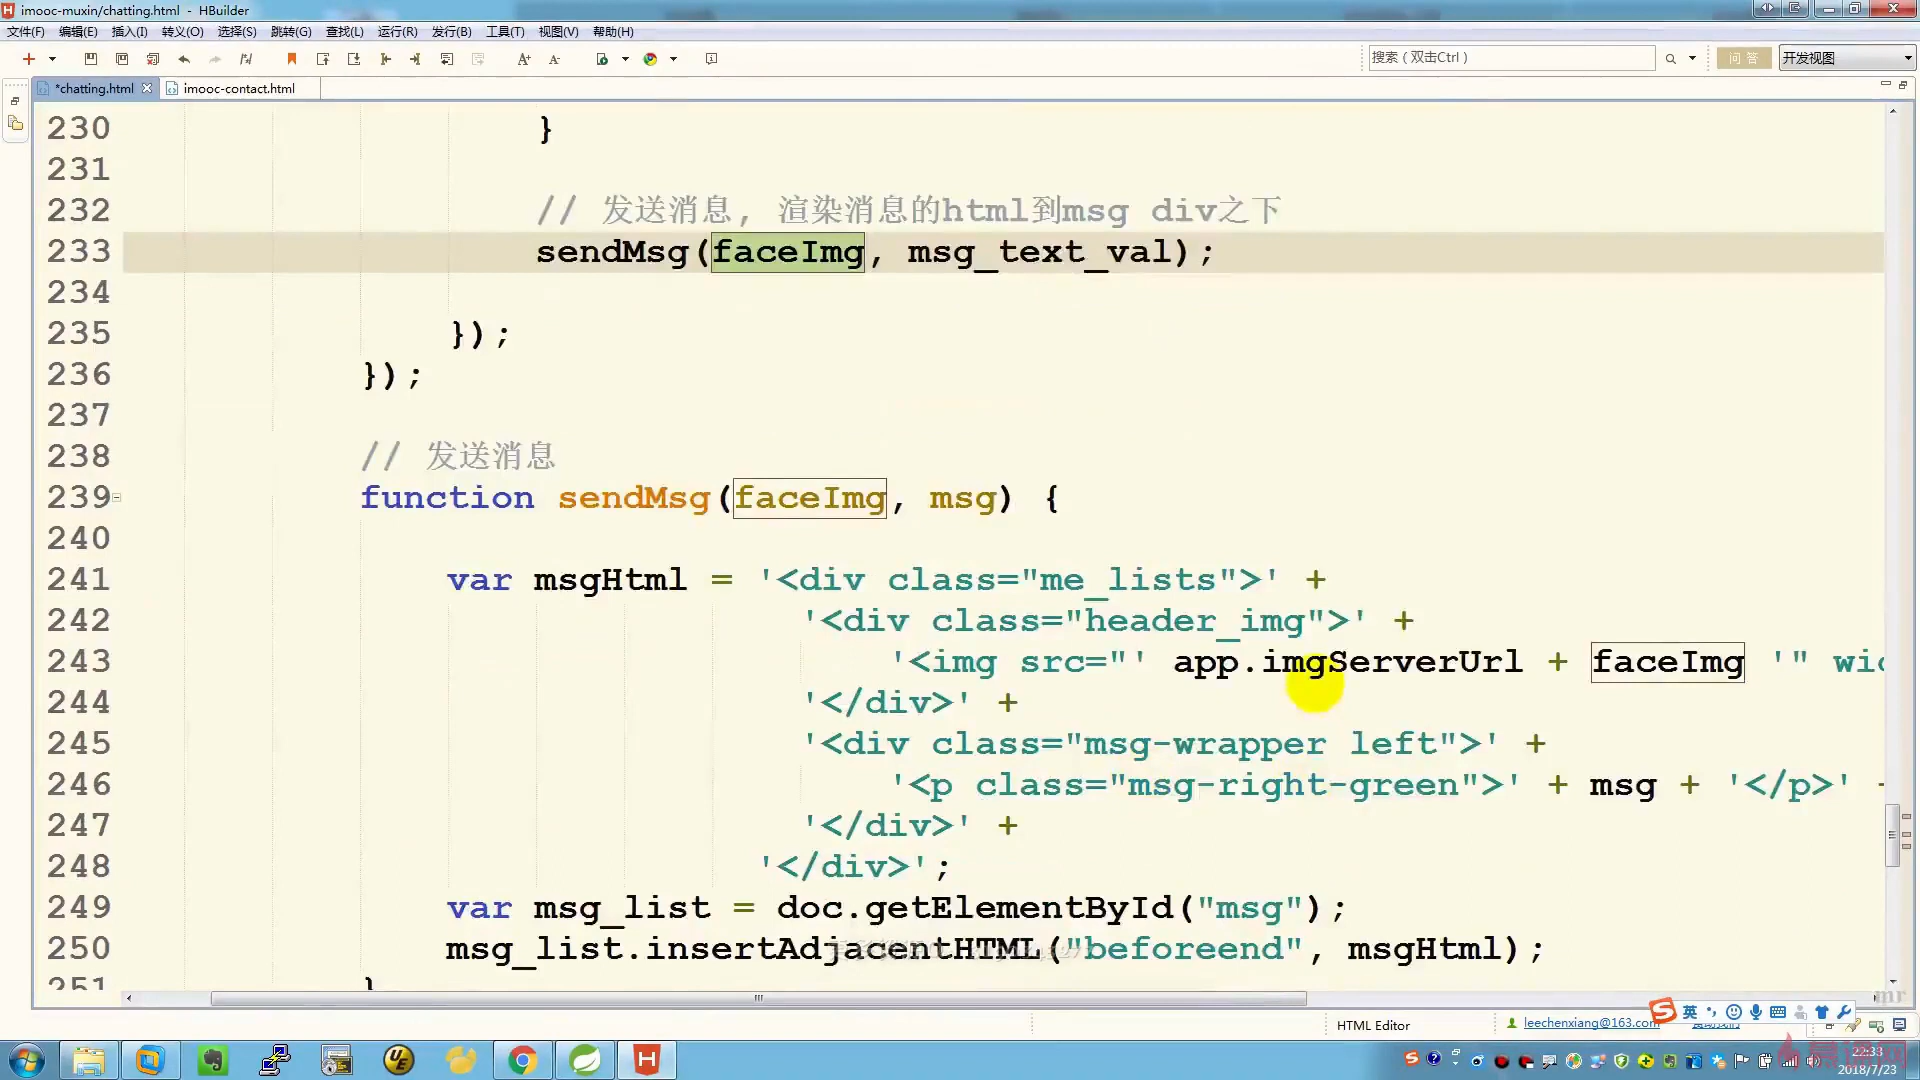 imooc-muxin/chatting.html - HBuilder
文件(F) 编辑(E) 插入(I) 转义(O) 选择(S) 跳转(G) 查找(L) 运行(R) 发行(B) 工具(T) 视图(V) 帮助(H)
搜索（双击Ctrl） 问答 开发视图
*chatting.html imooc-contact.html
230 }
231
232 // 发送消息, 渲染消息的html到msg div之下
233 sendMsg(faceImg, msg_text_val);
234
235 });
236 });
237
238 // 发送消息
239 function sendMsg(faceImg, msg) {
240
241 var msgHtml = '<div class="me_lists">' +
242 '<div class="header_img">' +
243 '<img src="' app.imgServerUrl + faceImg '" wid
244 '</div>' +
245 '<div class="msg-wrapper left">' +
246 '<p class="msg-right-green">' + msg + '</p>' +
247 '</div>' +
248 '</div>';
249 var msg_list = doc.getElementById("msg");
250 msg_list.insertAdjacentHTML("beforeend", msgHtml);
251 }
HTML Editor leechenxiang@163.com 英
22:33
2018/7/23